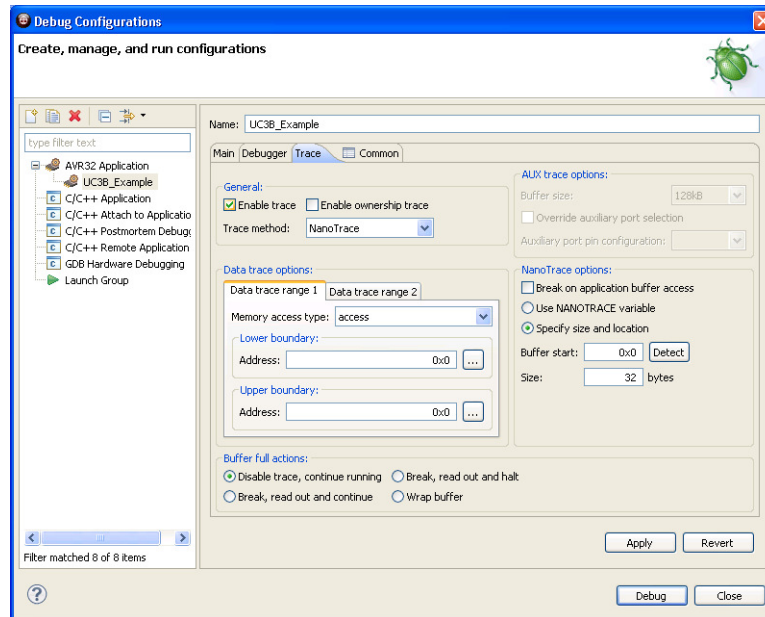 Debug Configurations
Create, manage, and run configurations
type filter text
AVR32 Application
UC3B_Example
C/C++ Application
C/C++ Attach to Applicatio
C/C++ Postmortem Debugg
C/C++ Remote Application
GDB Hardware Debugging
Launch Group
Filter matched 8 of 8 items
Name: UC3B_Example
Main Debugger Trace Common
General:
Enable trace Enable ownership trace
Trace method: NanoTrace
AUX trace options:
Buffer size: 128kB
Override auxiliary port selection
Auxiliary port pin configuration:
Data trace options:
Data trace range 1 Data trace range 2
Memory access type: access
Lower boundary:
Address: 0x0 ...
Upper boundary:
Address: 0x0 ...
NanoTrace options:
Break on application buffer access
Use NANOTRACE variable
Specify size and location
Buffer start: 0x0 Detect
Size: 32 bytes
Buffer full actions:
Disable trace, continue running Break, read out and halt
Break, read out and continue Wrap buffer
Apply Revert
? Debug Close